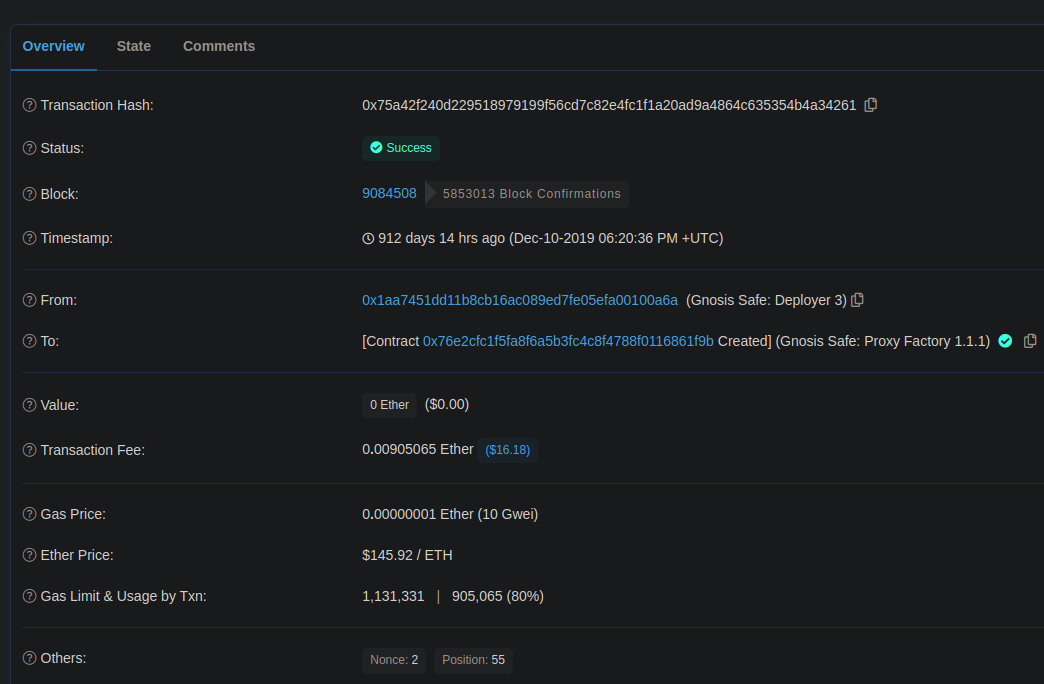 Overview State Comments
Transaction Hash: 0x75a42f240d229518979199f56cd7c82e4fc1f1a20ad9a4864c635354b4a34261
Status: Success
Block: 9084508 5853013 Block Confirmations
Timestamp: 912 days 14 hrs ago (Dec-10-2019 06:20:36 PM +UTC)
From: 0x1aa7451dd11b8cb16ac089ed7fe05efa00100a6a (Gnosis Safe: Deployer 3)
To: [Contract 0x76e2cfc1f5fa8f6a5b3fc4c8f4788f0116861f9b Created] (Gnosis Safe: Proxy Factory 1.1.1)
Value: 0 Ether ($0.00)
Transaction Fee: 0.00905065 Ether ($16.18)
Gas Price: 0.00000001 Ether (10 Gwei)
Ether Price: $145.92 / ETH
Gas Limit & Usage by Txn: 1,131,331 | 905,065 (80%)
Others: Nonce: 2 Position: 55